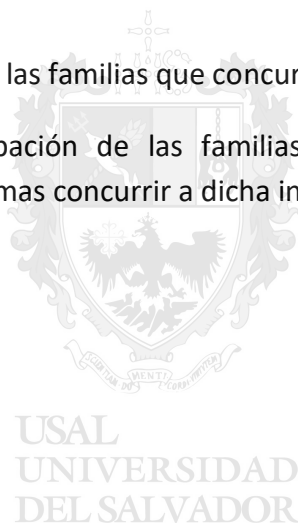 las familias que concur
pación de las familias
mas concurrir a dicha in
USAL
UNIVERSIDAD
DEL SALVADOR